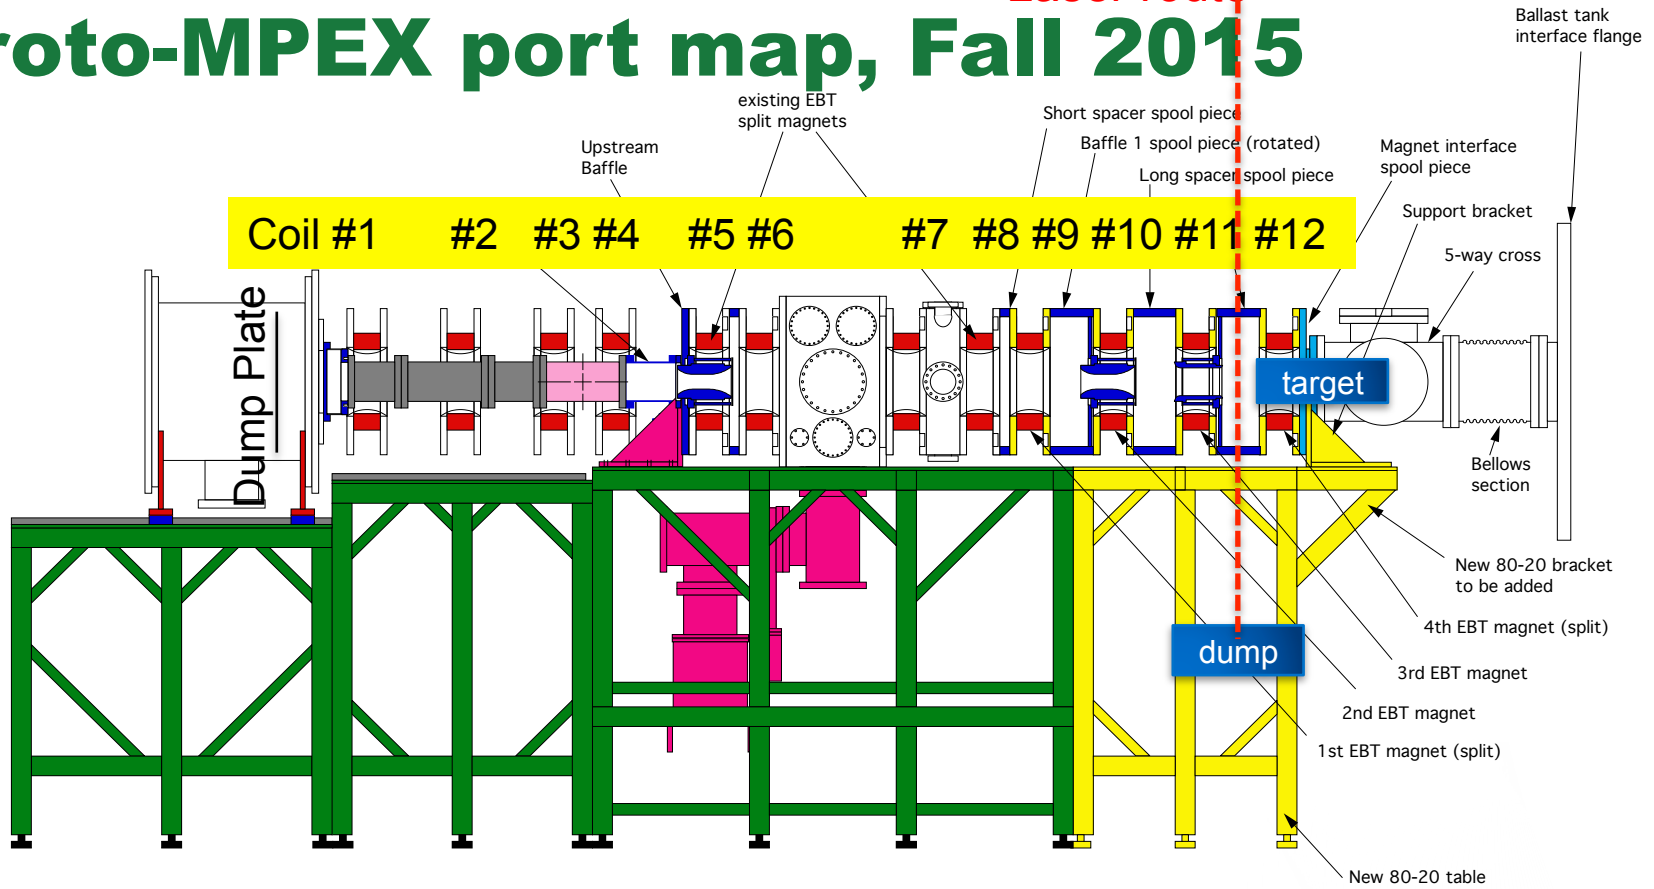 Laser route
roto-MPEX port map, Fall 2015
Ballast tank
interface flange
existing EBT
split magnets
Short spacer spool piece
Upstream
Baffle
Baffle 1 spool piece (rotated)
Magnet interface
spool piece
Long spacer spool piece
Support bracket
Coil #1 #2 #3 #4 #5 #6 #7 #8 #9 #10 #11 #12
5-way cross
Dump Plate
target
Bellows
section
New 80-20 bracket
to be added
4th EBT magnet (split)
dump
3rd EBT magnet
2nd EBT magnet
1st EBT magnet (split)
New 80-20 table